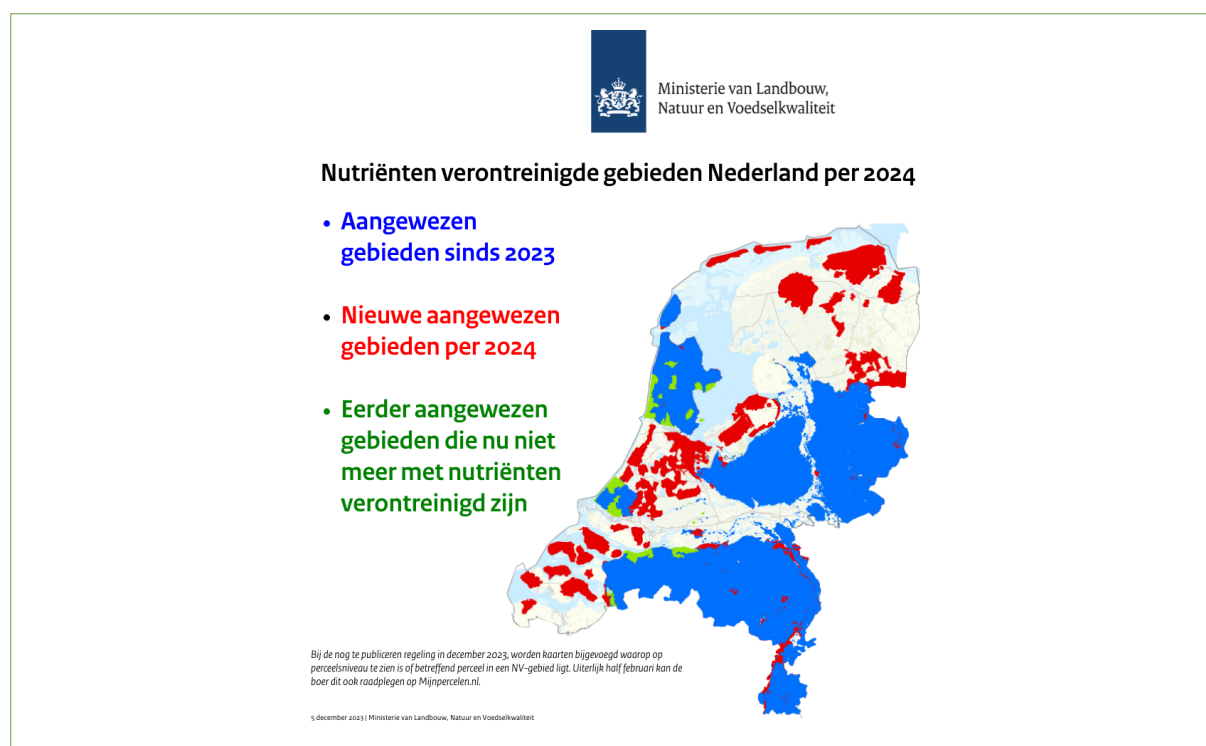 Ministerie van Landbouw,
Natuur en Voedselkwaliteit
Nutriënten verontreinigde gebieden Nederland per 2024
• Aangewezen
gebieden sinds 2023
• Nieuwe aangewezen
gebieden per 2024
• Eerder aangewezen
gebieden die nu niet
meer met nutriënten
verontreinigd zijn
Bij de nog te publiceren regeling in december 2023, worden kaarten bijgevoegd waarop op
perceelsniveau te zien is of betreffend perceel in een NV-gebied ligt. Uiterlijk half februari kan de
boer dit ook raadplegen op Mijnpercelen.nl.
5 december 2023 | Ministerie van Landbouw, Natuur en Voedselkwaliteit